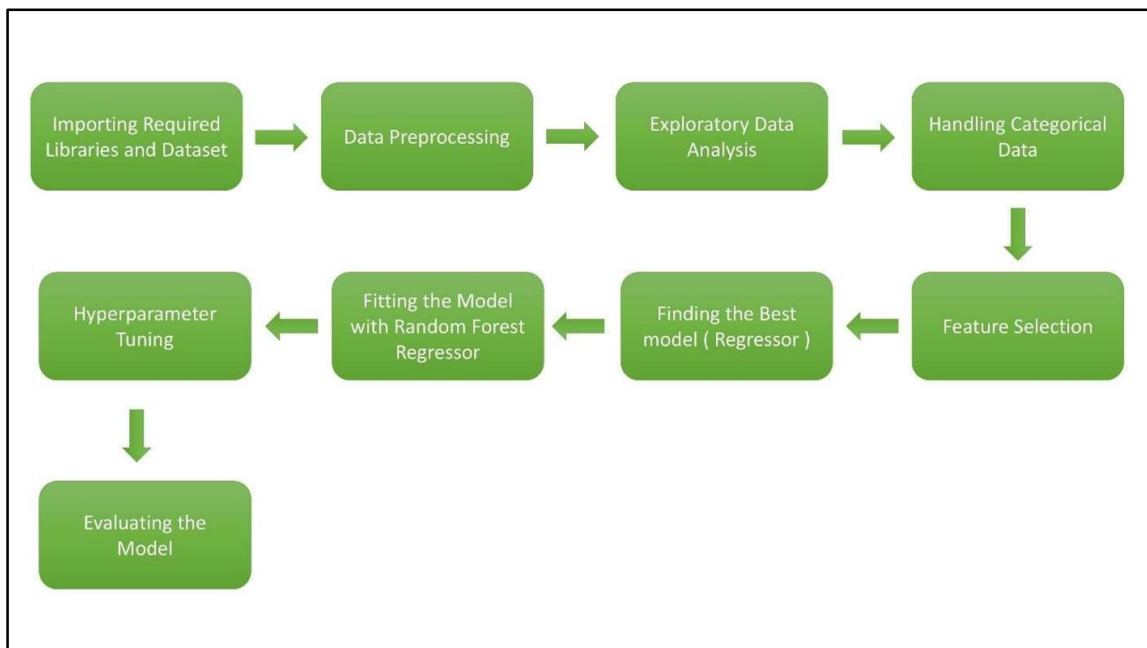 Importing Required
Libraries and Dataset
Data Preprocessing
Exploratory Data
Analysis
Handling Categorical
Data
Feature Selection
Finding the Best
model ( Regressor )
Fitting the Model
with Random Forest
Regressor
Hyperparameter
Tuning
Evaluating the
Model